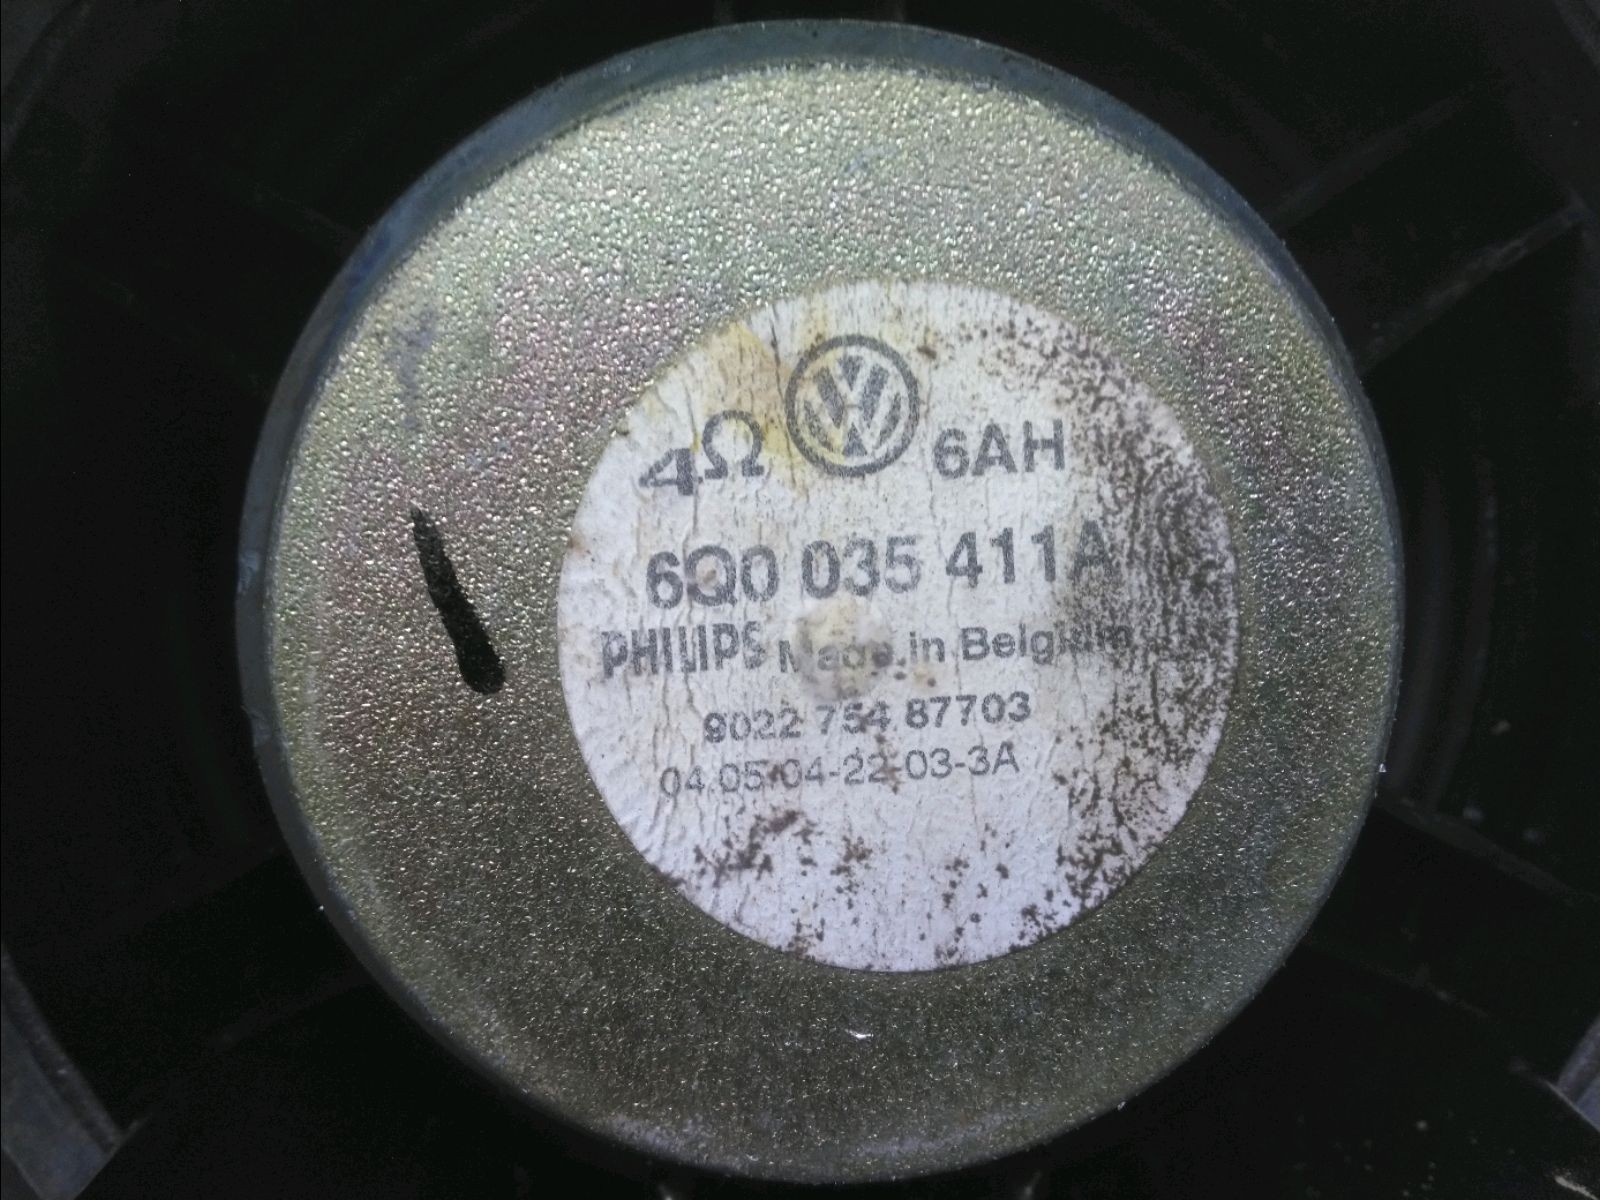 4Ω 6AH
6Q0 035 411A
PHILIPS Made in Belgium
9022 754 87703
04.05.04-22-03-3A